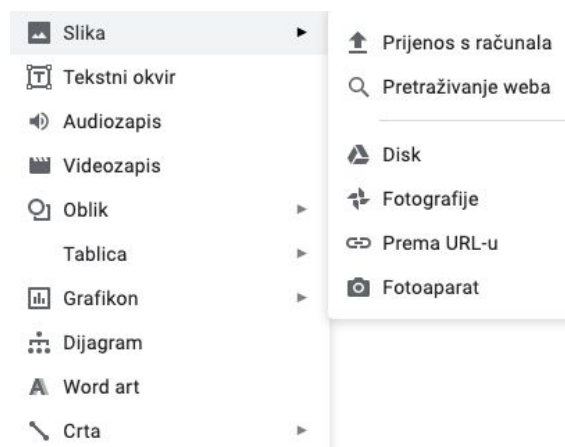 Slika
Tekstni okvir
Audiozapis
Videozapis
Oblik
Tablica
Grafikon
Dijagram
Word art
Crta
Prijenos s računala
Pretraživanje weba
Disk
Fotografije
Prema URL-u
Fotoaparat